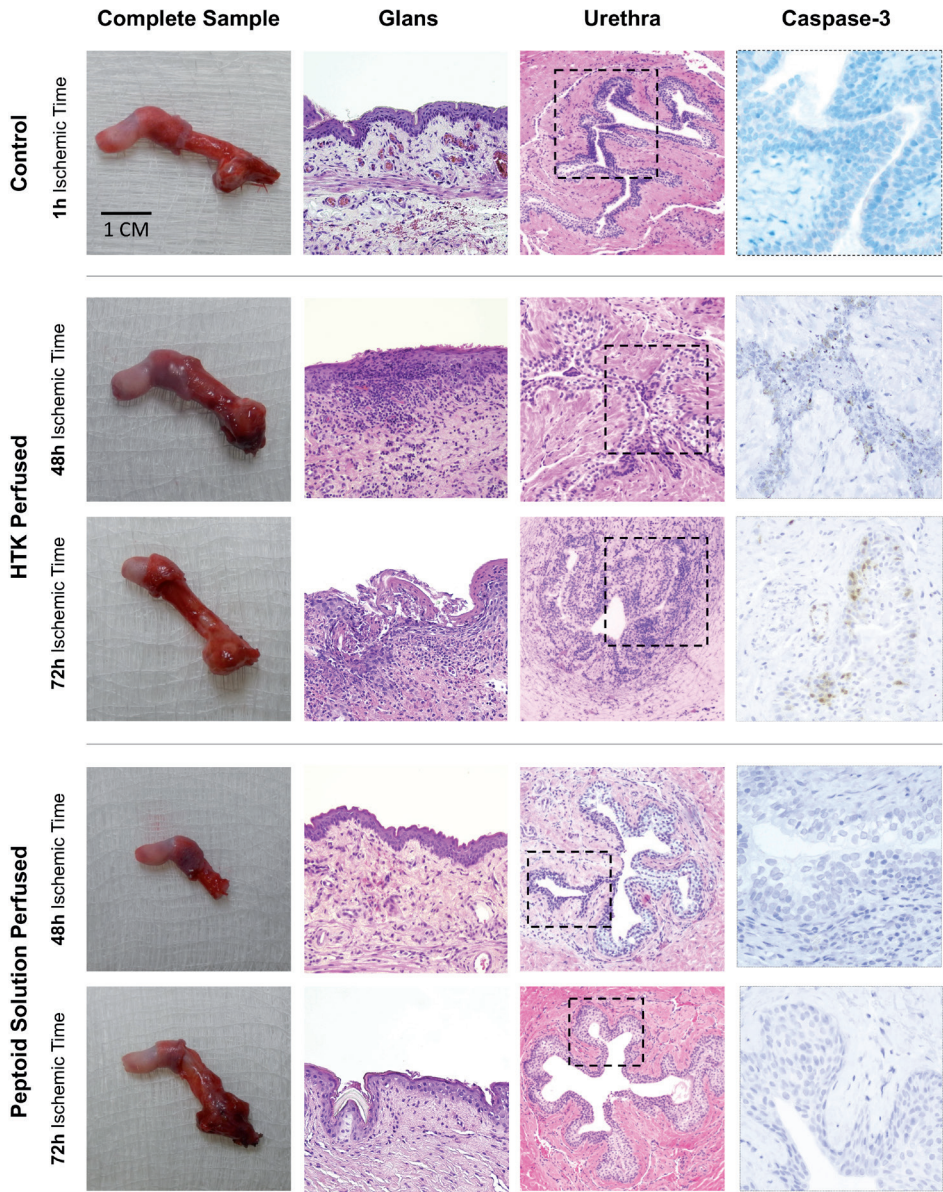 Complete Sample
Glans
Urethra
Caspase-3
Control
1h Ischemic Time
1 CM
HTK Perfused
48h Ischemic Time
72h Ischemic Time
Peptoid Solution Perfused
48h Ischemic Time
72h Ischemic Time